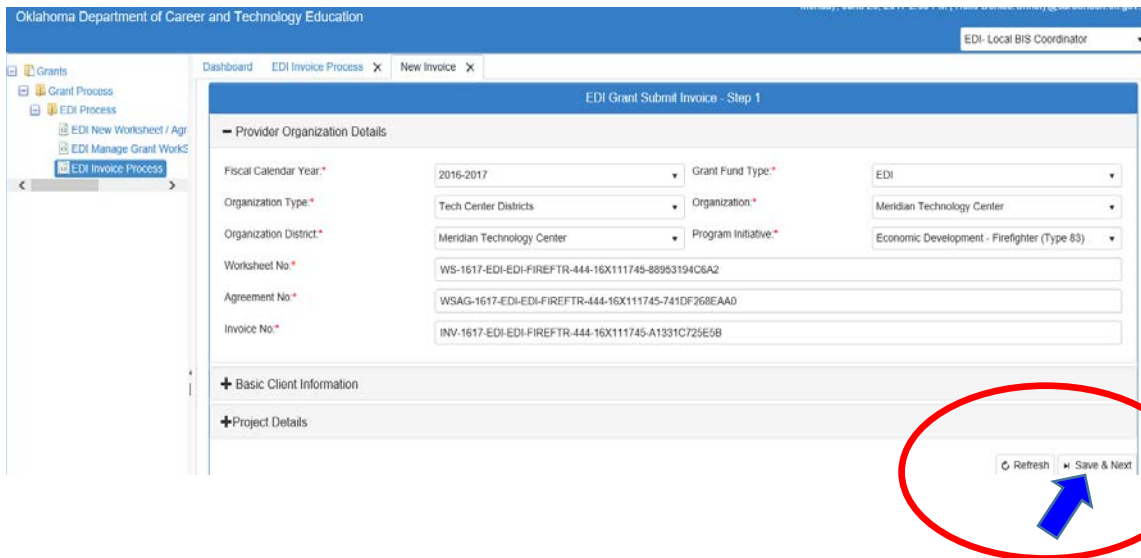 Oklahoma Department of Career and Technology Education
EDI- Local BIS Coordinator
Grants
Grant Process
EDI Process
EDI New Worksheet / Agr
EDI Manage Grant WorkS
EDI Invoice Process
Dashboard EDI Invoice Process X New Invoice X
EDI Grant Submit Invoice - Step 1
Provider Organization Details
Fiscal Calendar Year:* 2016-2017 Grant Fund Type:* EDI
Organization Type:* Tech Center Districts Organization:* Meridian Technology Center
Organization District:* Meridian Technology Center Program Initiative:* Economic Development - Firefighter (Type 83)
Worksheet No:* WS-1617-EDI-EDI-FIREFTR-444-16X111745-88953194C6A2
Agreement No:* WSAG-1617-EDI-EDI-FIREFTR-444-16X111745-741DF268EAA0
Invoice No:* INV-1617-EDI-EDI-FIREFTR-444-16X111745-A1331C725E5B
Basic Client Information
Project Details
Refresh Save & Next